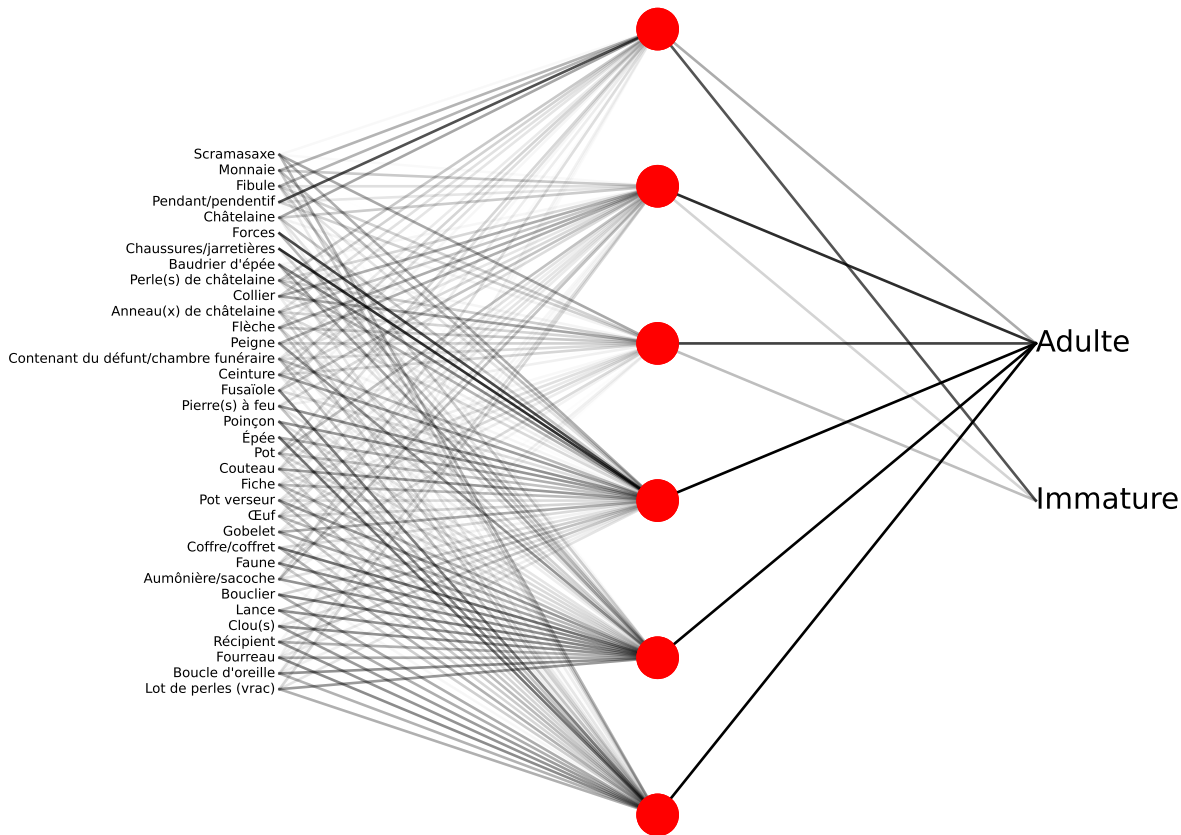 Scramasaxe
Monnaie
Fibule
Pendant/pendentif
Châtelaine
Forces
Chaussures/jarretières
Baudrier d'épée
Perle(s) de châtelaine
Collier
Anneau(x) de châtelaine
Flèche
Peigne
Contenant du défunt/chambre funéraire
Ceinture
Fusaïole
Pierre(s) à feu
Poinçon
Épée
Pot
Couteau
Fiche
Pot verseur
Œuf
Gobelet
Coffre/coffret
Faune
Aumônière/sacoche
Bouclier
Lance
Clou(s)
Récipient
Fourreau
Boucle d'oreille
Lot de perles (vrac)
Adulte
Immature